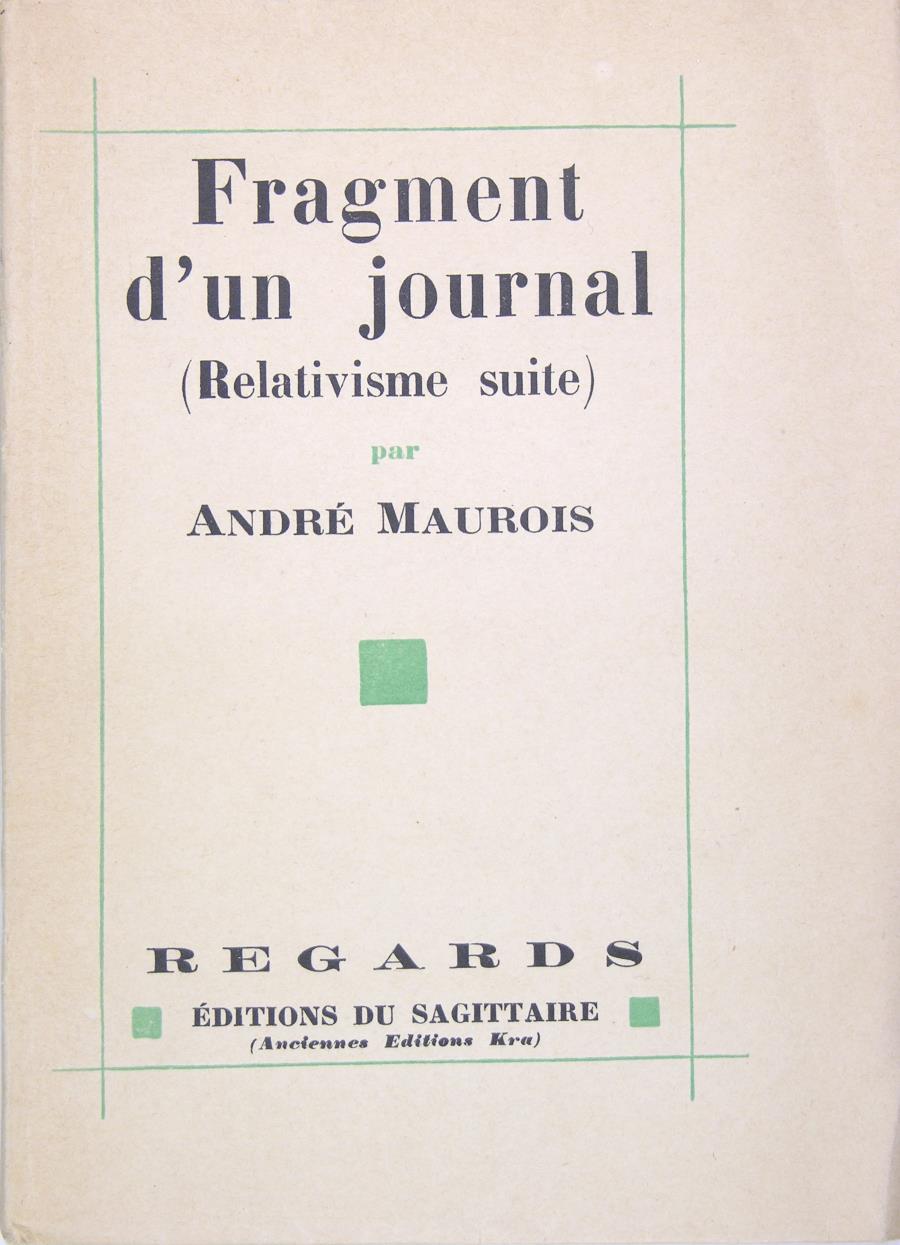 Fragment
d'un journal
(Relativisme suite)
par
ANDRÉ MAUROIS
REGARDS
ÉDITIONS DU SAGITTAIRE
(Anciennes Editions Kra)